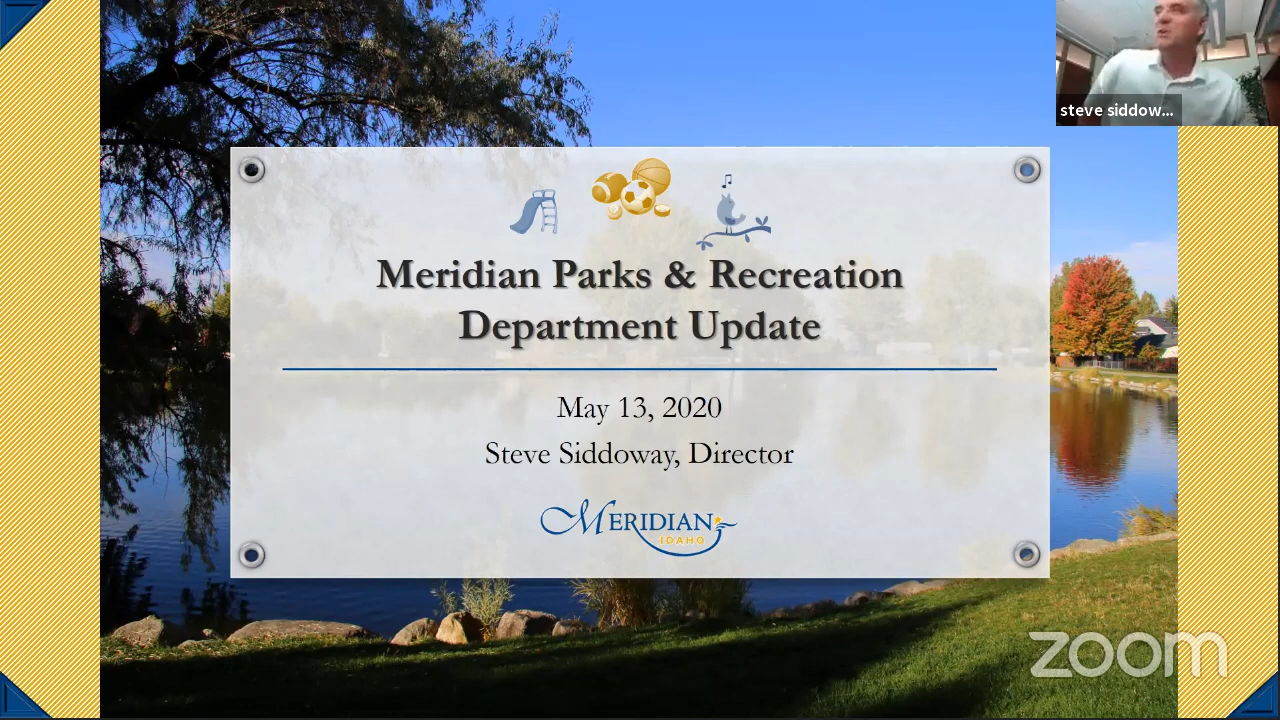 steve siddow...
Meridian Parks & Recreation
Department Update
May 13, 2020
Steve Siddoway, Director
MERIDIAN
IDAHO
zoom